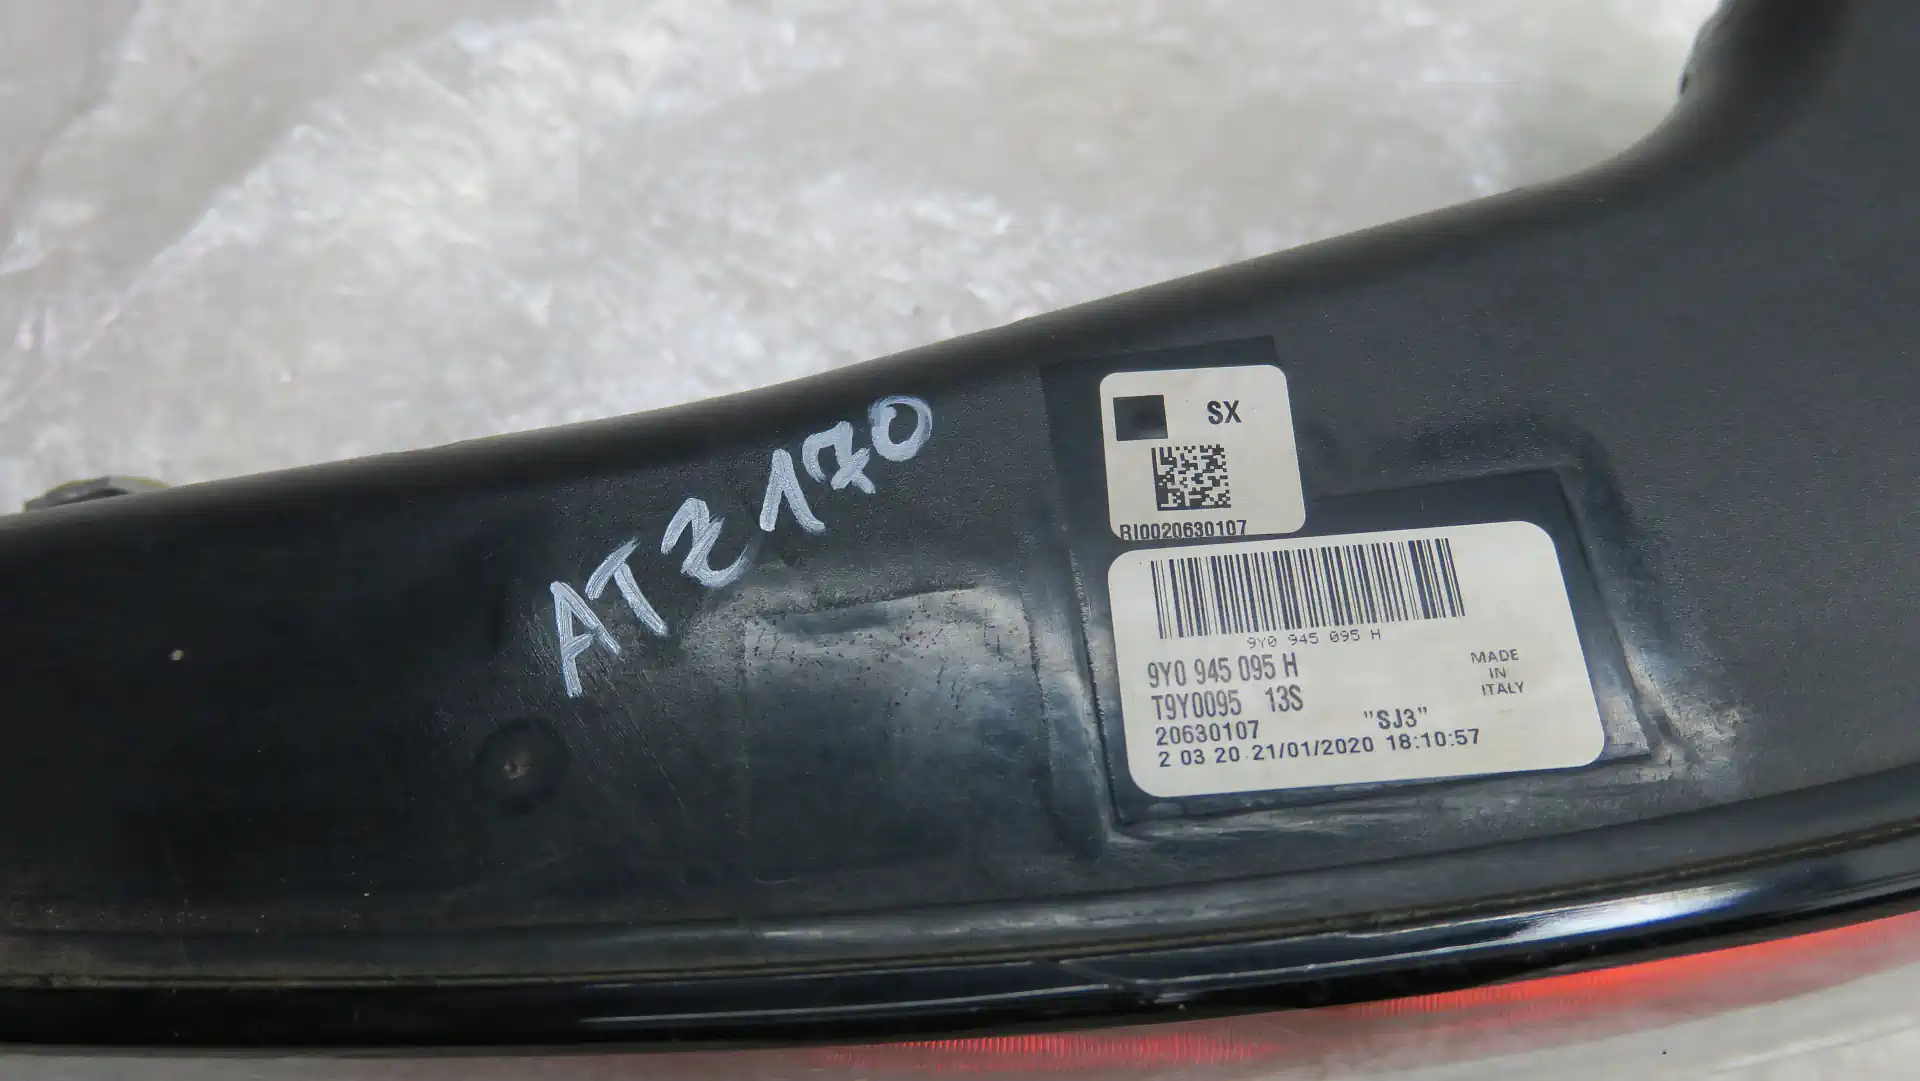 ATZ170
SX
RI0020630107
9Y0 945 095 H
9Y0 945 095 H
T9Y0095 13S
20630107 "SJ3"
2 03 20 21/01/2020 18:10:57
MADE
IN
ITALY